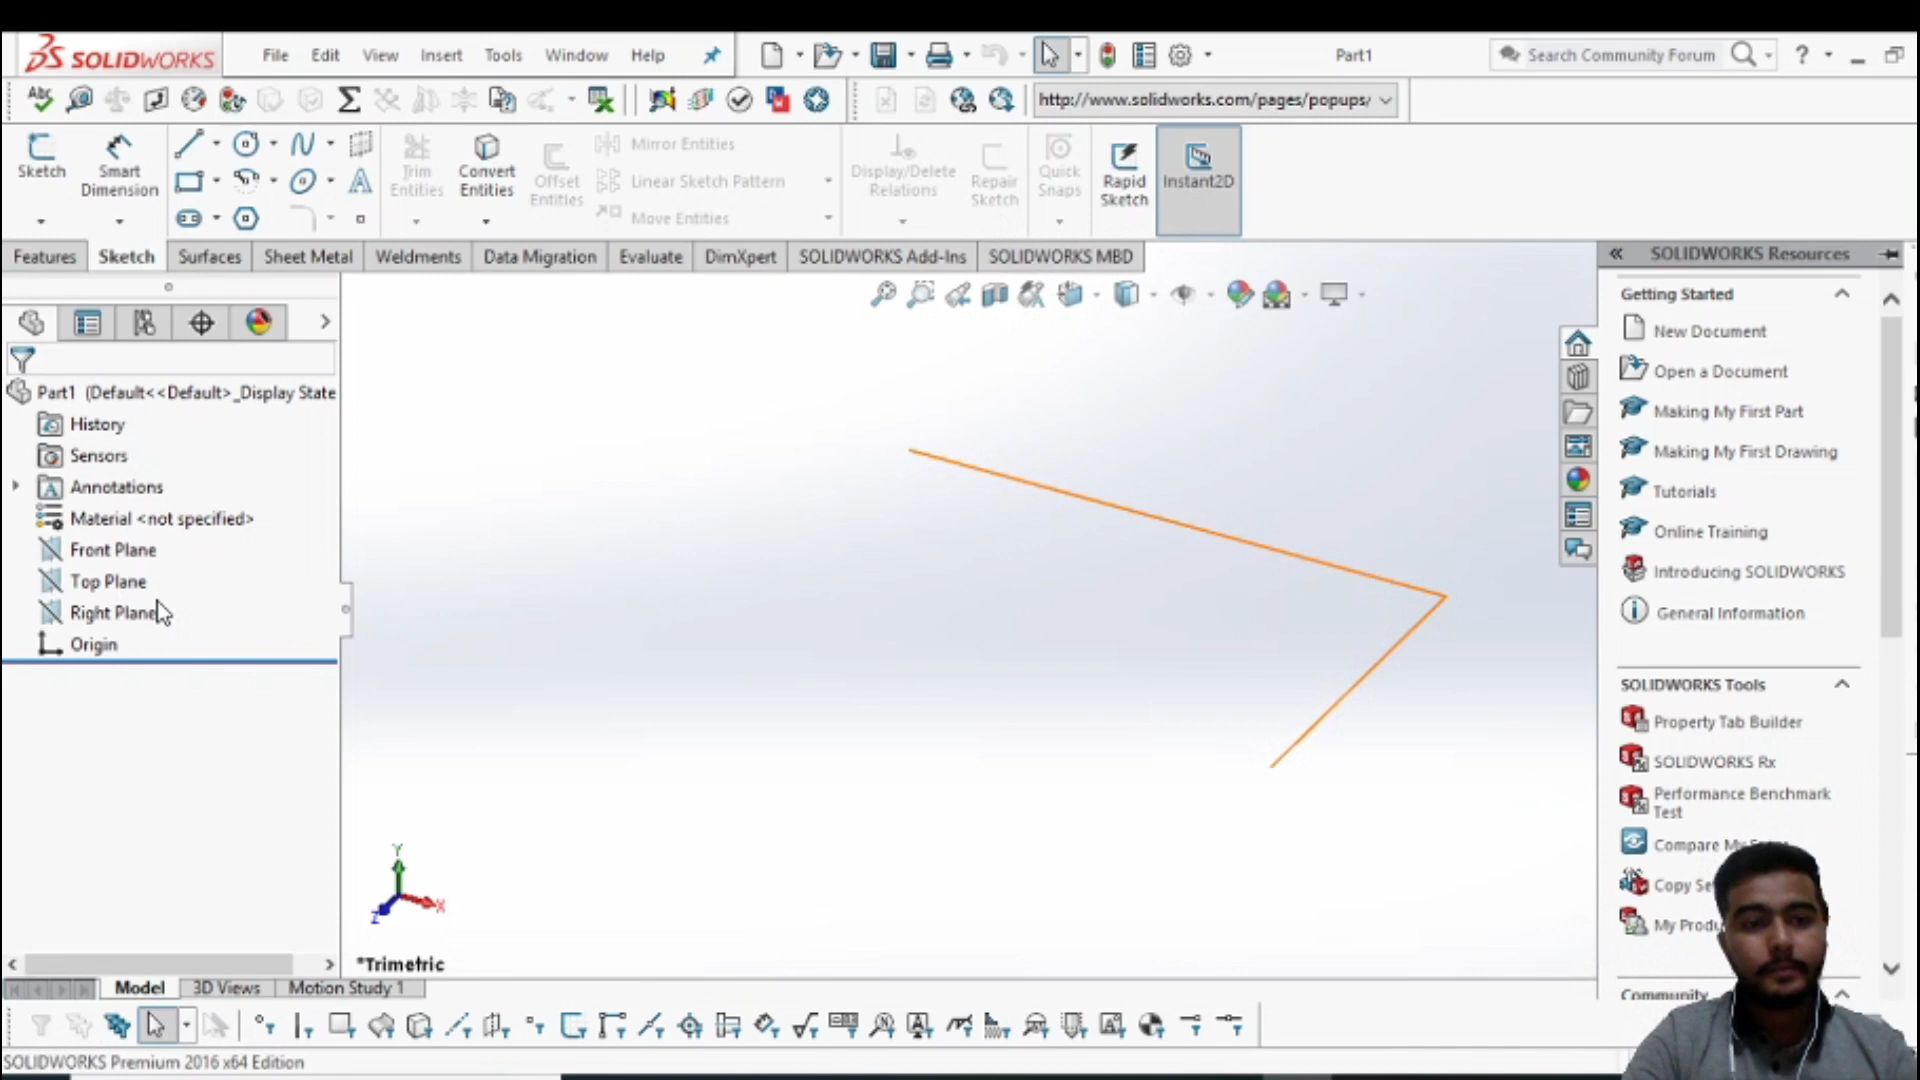 SOLIDWORKS File Edit View Insert Tools Window Help Part1 Search Community Forum ?
http://www.solidworks.com/pages/popups/
Sketch Smart Dimension Trim Entities Convert Entities Offset Entities Mirror Entities Linear Sketch Pattern Move Entities Display/Delete Relations Repair Sketch Quick Snaps Rapid Sketch Instant2D
Features Sketch Surfaces Sheet Metal Weldments Data Migration Evaluate DimXpert SOLIDWORKS Add-Ins SOLIDWORKS MBD
SOLIDWORKS Resources
Part1 (Default<<Default>_Display State
History
Sensors
Annotations
Material <not specified>
Front Plane
Top Plane
Right Plane
Origin
Y
X
Z
*Trimetric
Getting Started
New Document
Open a Document
Making My First Part
Making My First Drawing
Tutorials
Online Training
Introducing SOLIDWORKS
General Information
SOLIDWORKS Tools
Property Tab Builder
SOLIDWORKS Rx
Performance Benchmark
Test
Compare My
Copy
My
Community
Model 3D Views Motion Study 1
SOLIDWORKS Premium 2016 x64 Edition